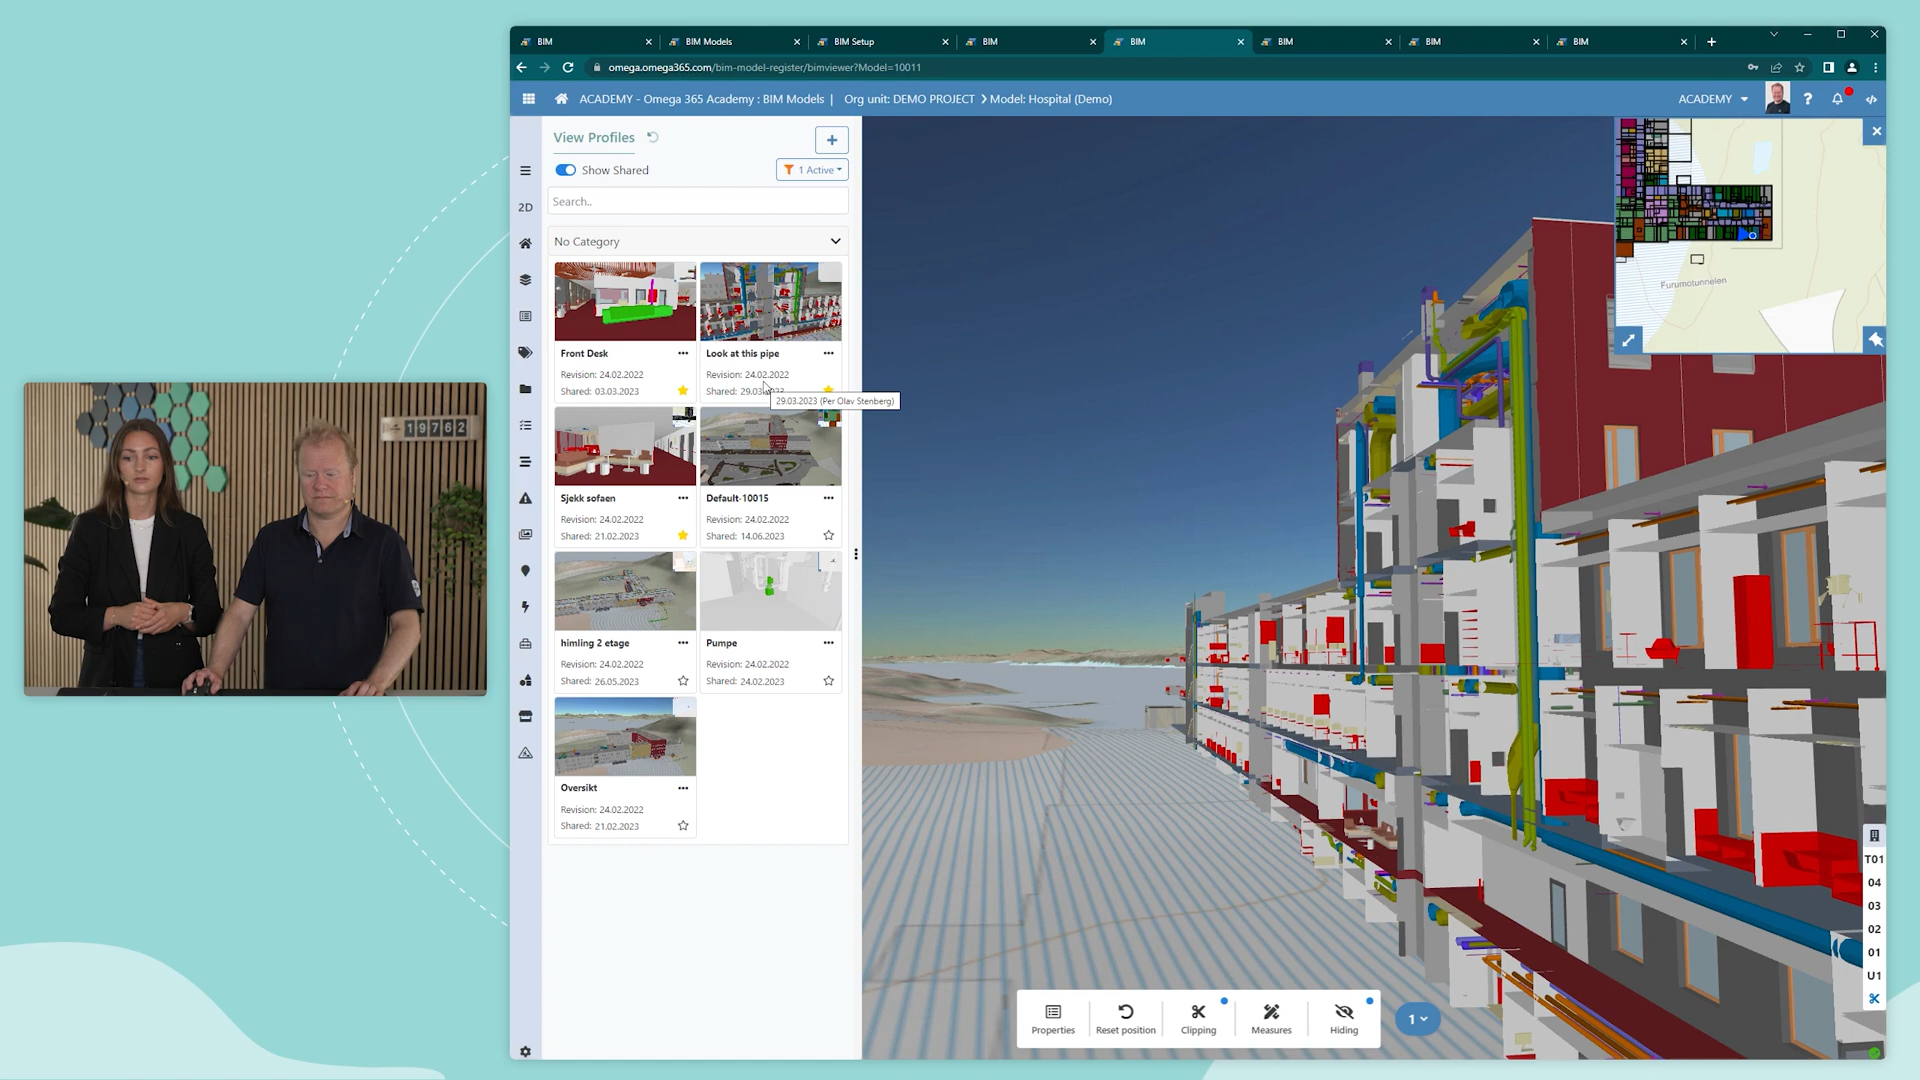 BIM
BIM Models
BIM Setup
BIM
BIM
BIM
BIM
BIM
omega.omega365.com/bim-model-register/bimviewer?Model=10011
ACADEMY - Omega 365 Academy : BIM Models | Org unit: DEMO PROJECT > Model: Hospital (Demo)
ACADEMY
View Profiles
Show Shared
1 Active
Search..
2D
No Category
Front Desk
Revision: 24.02.2022
Shared: 03.03.2023
Look at this pipe
Revision: 24.02.2022
Shared: 29.03
29.03.2023 (Per Olav Stenberg)
Sjekk sofaen
Revision: 24.02.2022
Shared: 21.02.2023
Default-10015
Revision: 24.02.2022
Shared: 14.06.2023
himling 2 etage
Revision: 24.02.2022
Shared: 26.05.2023
Pumpe
Revision: 24.02.2022
Shared: 24.02.2023
Oversikt
Revision: 24.02.2022
Shared: 21.02.2023
Furumotunnelen
19762
T01
04
03
02
01
U1
Properties
Reset position
Clipping
Measures
Hiding
1